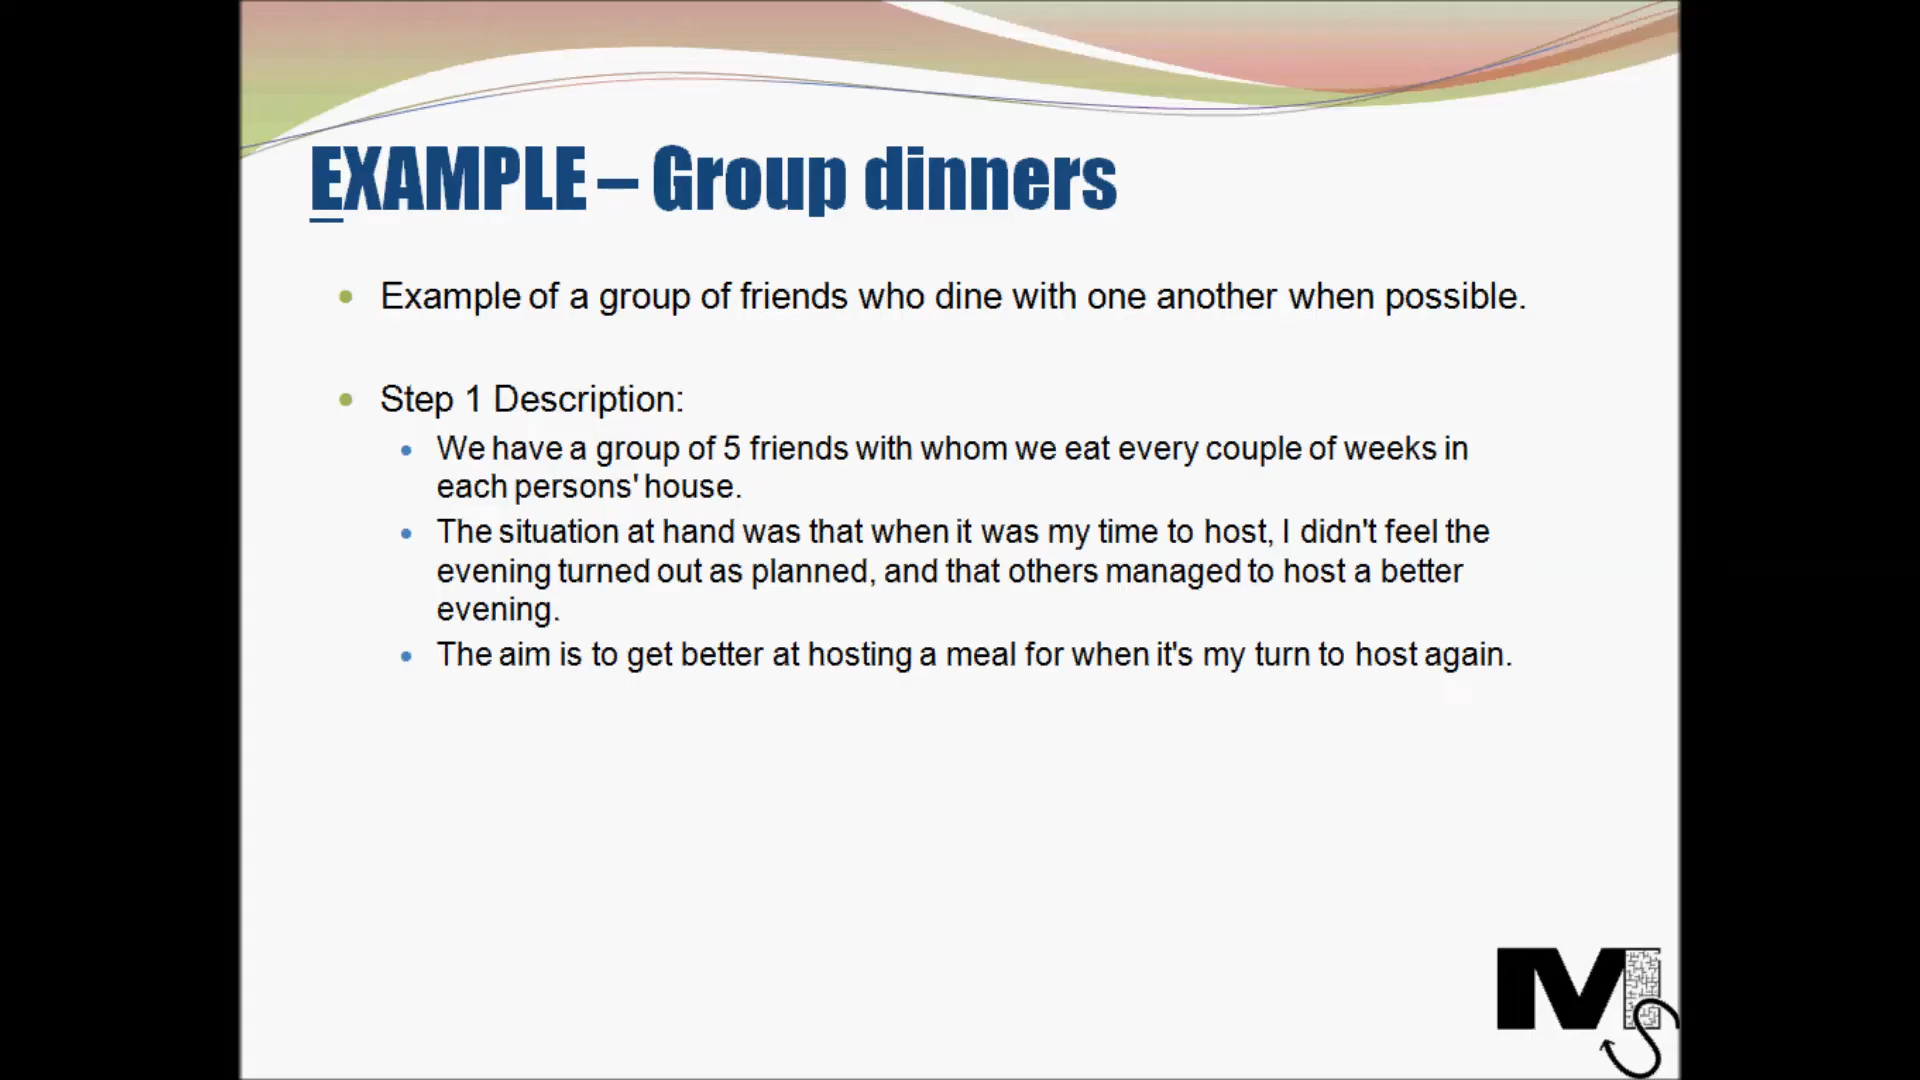 EXAMPLE – Group dinners
Example of a group of friends who dine with one another when possible.
Step 1 Description:
We have a group of 5 friends with whom we eat every couple of weeks in
each persons' house.
The situation at hand was that when it was my time to host, I didn't feel the
evening turned out as planned, and that others managed to host a better
evening.
The aim is to get better at hosting a meal for when it's my turn to host again.
MS